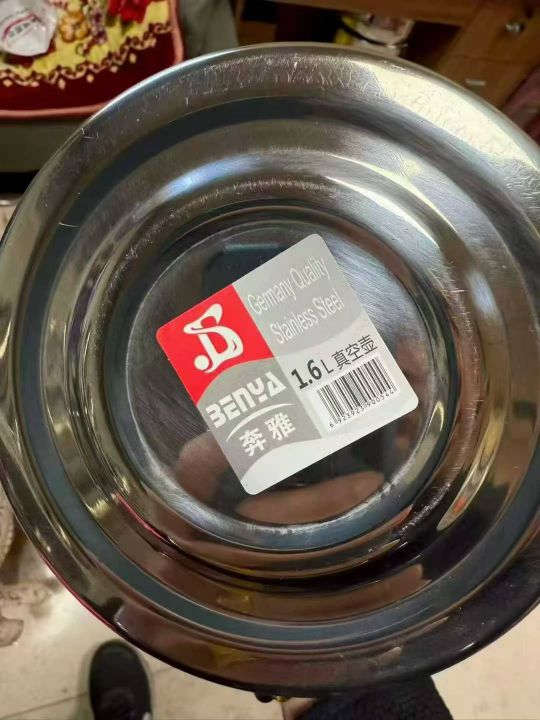 Germany Quality
Stainless Steel
BENYA
奔雅
1.6L 真空壶